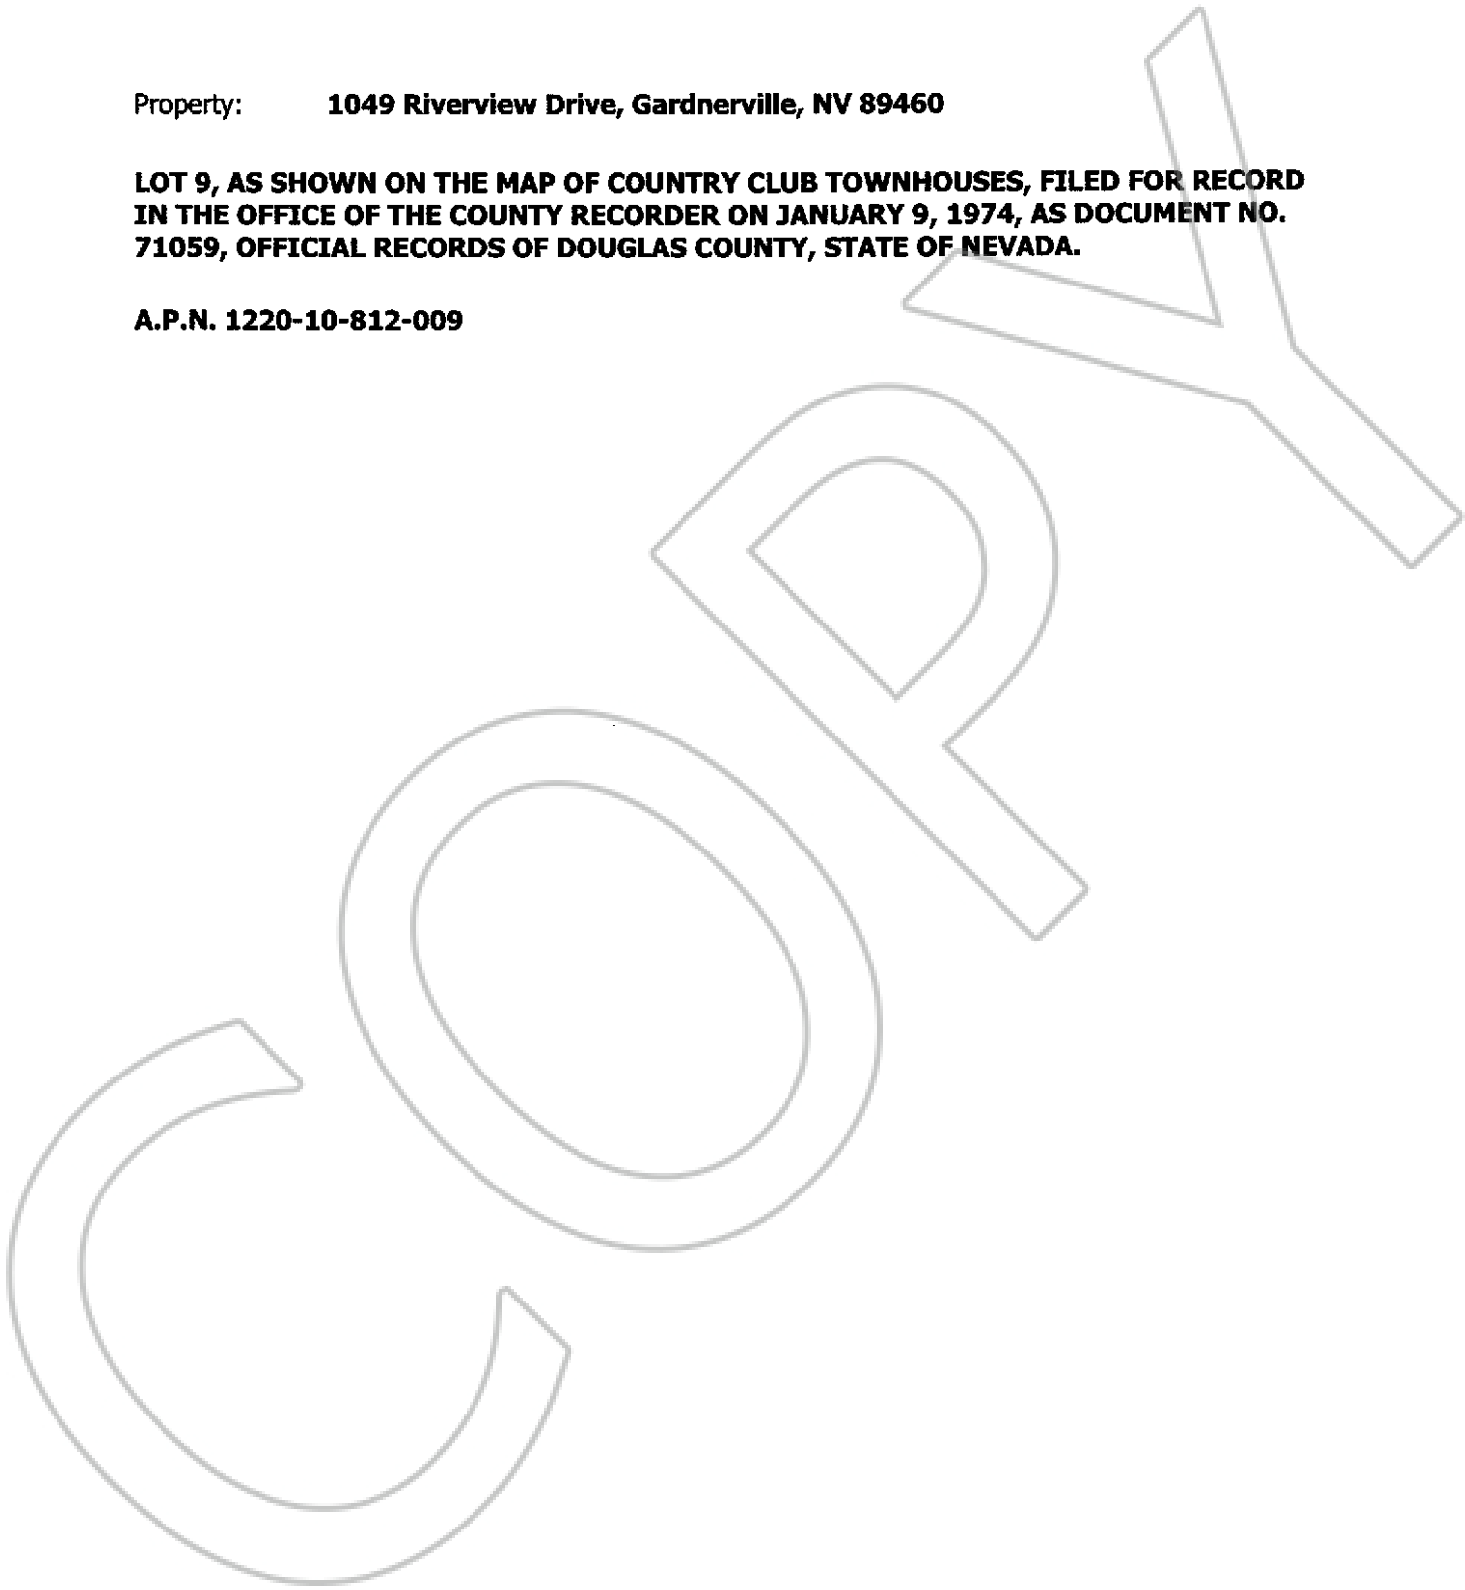 Property: 1049 Riverview Drive, Gardnerville, NV 89460
LOT 9, AS SHOWN ON THE MAP OF COUNTRY CLUB TOWNHOUSES, FILED FOR RECORD
IN THE OFFICE OF THE COUNTY RECORDER ON JANUARY 9, 1974, AS DOCUMENT NO.
71059, OFFICIAL RECORDS OF DOUGLAS COUNTY, STATE OF NEVADA.
A.P.N. 1220-10-812-009
COPY